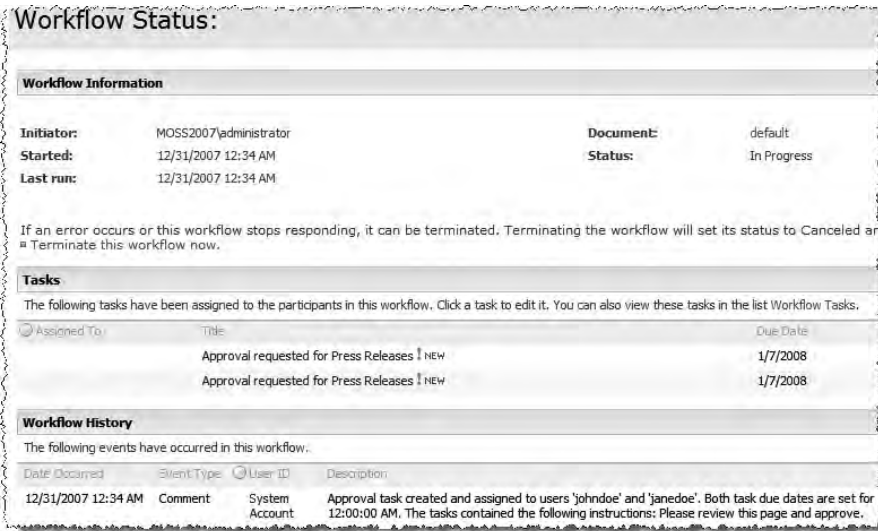 Workflow Status:
Workflow Information
Initiator: MOSS2007\administrator Document: default
Started: 12/31/2007 12:34 AM Status: In Progress
Last run: 12/31/2007 12:34 AM
If an error occurs or this workflow stops responding, it can be terminated. Terminating the workflow will set its status to Canceled
Terminate this workflow now.
Tasks
The following tasks have been assigned to the participants in this workflow. Click a task to edit it. You can also view these tasks in the list Workflow Tasks.
Assigned To Title Due Date
Approval requested for Press Releases ! NEW 1/7/2008
Approval requested for Press Releases ! NEW 1/7/2008
Workflow History
The following events have occurred in this workflow.
Date Occurred Event Type User ID Description
12/31/2007 12:34 AM Comment System Approval task created and assigned to users 'johndoe' and 'janedoe'. Both task due dates are set for
Account 12:00:00 AM. The tasks contained the following instructions: Please review this page and approve.